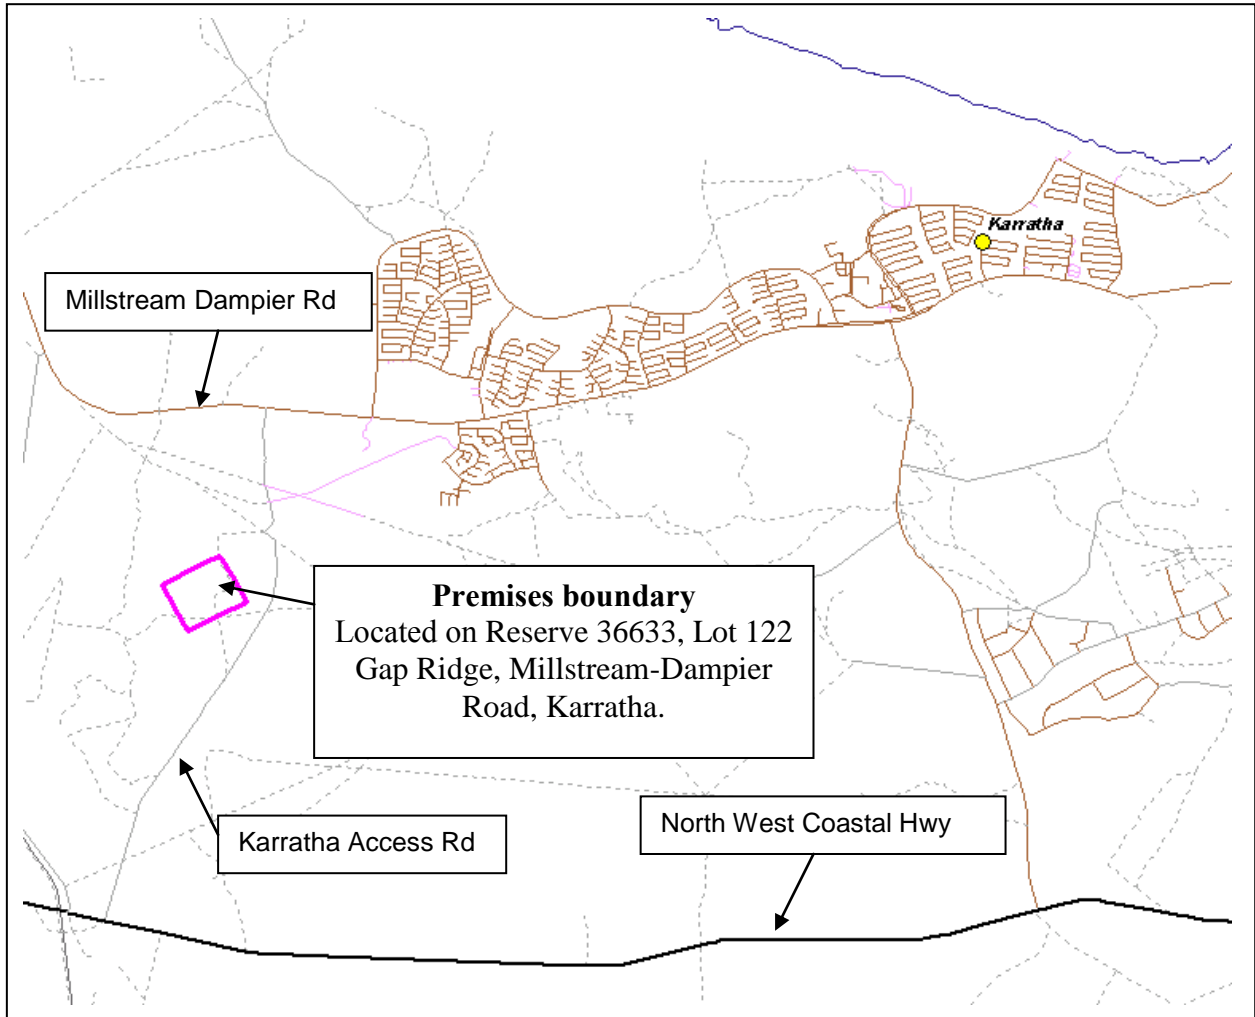 Karratha
Millstream Dampier Rd
Premises boundary
Located on Reserve 36633, Lot 122
Gap Ridge, Millstream-Dampier
Road, Karratha.
North West Coastal Hwy
Karratha Access Rd